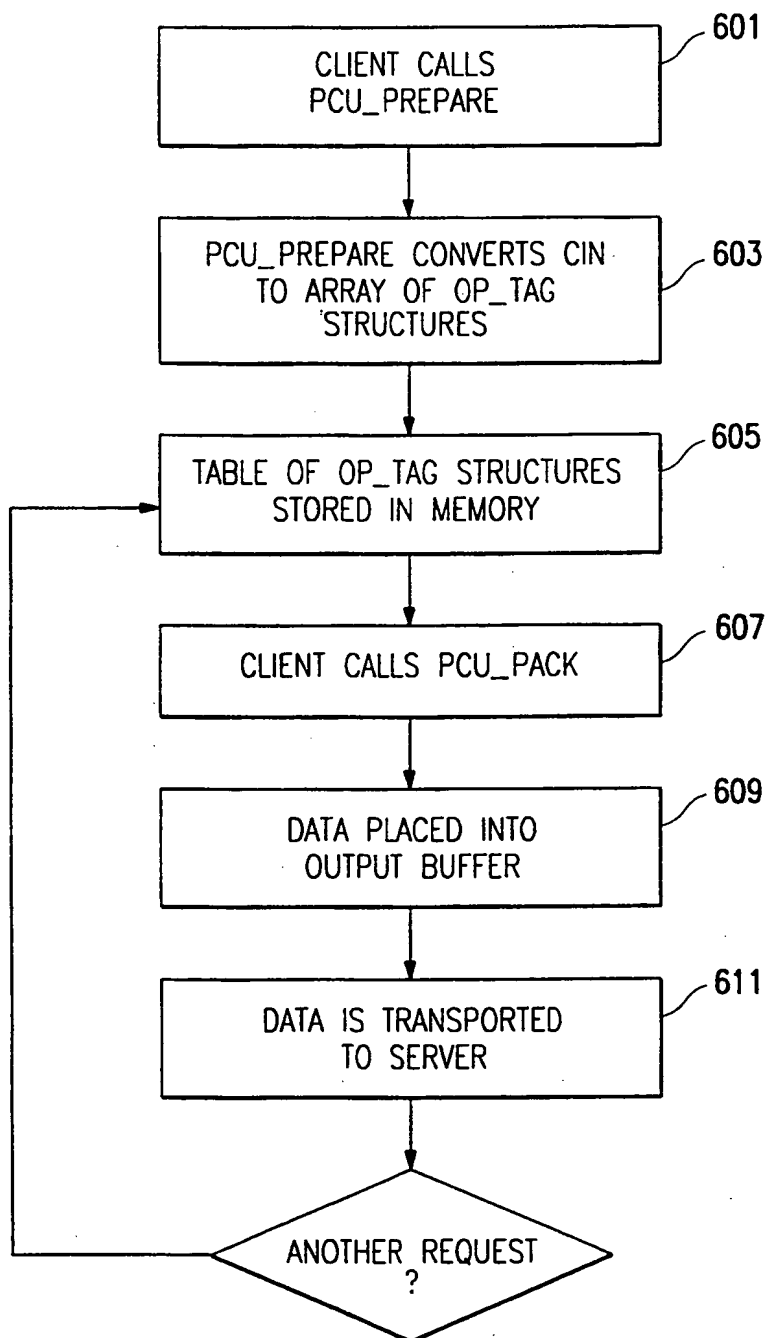 601
CLIENT CALLS
PCU_PREPARE
603
PCU_PREPARE CONVERTS CIN
TO ARRAY OF OP_TAG
STRUCTURES
605
TABLE OF OP_TAG STRUCTURES
STORED IN MEMORY
607
CLIENT CALLS PCU_PACK
609
DATA PLACED INTO
OUTPUT BUFFER
611
DATA IS TRANSPORTED
TO SERVER
ANOTHER REQUEST
?